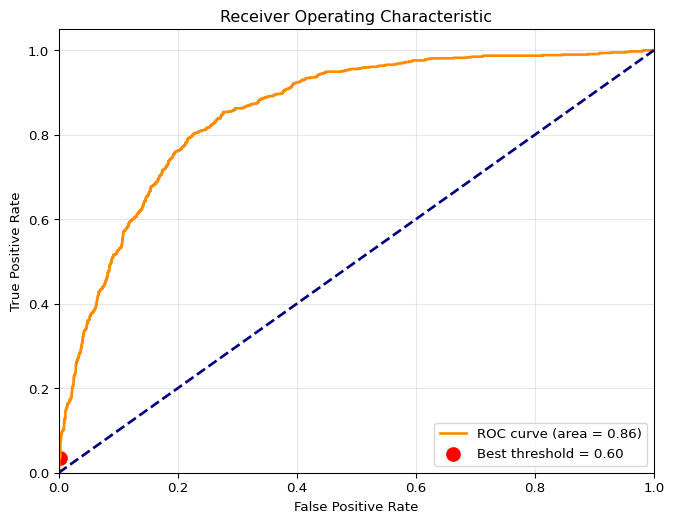 Receiver Operating Characteristic
True Positive Rate
1.0
0.8
0.6
0.4
0.2
0.0
0.0 0.2 0.4 0.6 0.8 1.0
False Positive Rate
ROC curve (area = 0.86)
Best threshold = 0.60